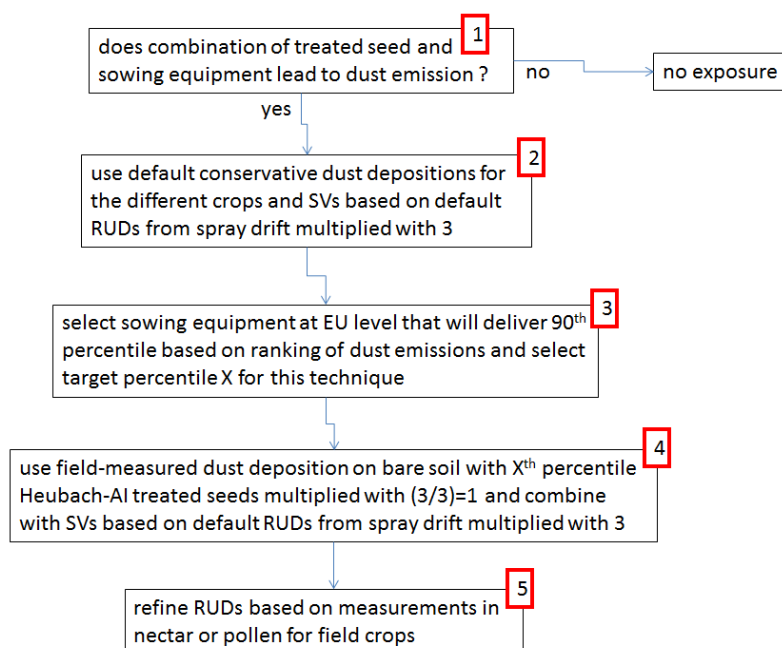 1
does combination of treated seed and
sowing equipment lead to dust emission ?
no
no exposure
yes
2
use default conservative dust depositions for
the different crops and SVs based on default
RUDs from spray drift multiplied with 3
3
select sowing equipment at EU level that will deliver 90th
percentile based on ranking of dust emissions and select
target percentile X for this technique
4
use field-measured dust deposition on bare soil with Xth percentile
Heubach-AI treated seeds multiplied with (3/3)=1 and combine
with SVs based on default RUDs from spray drift multiplied with 3
5
refine RUDs based on measurements in
nectar or pollen for field crops